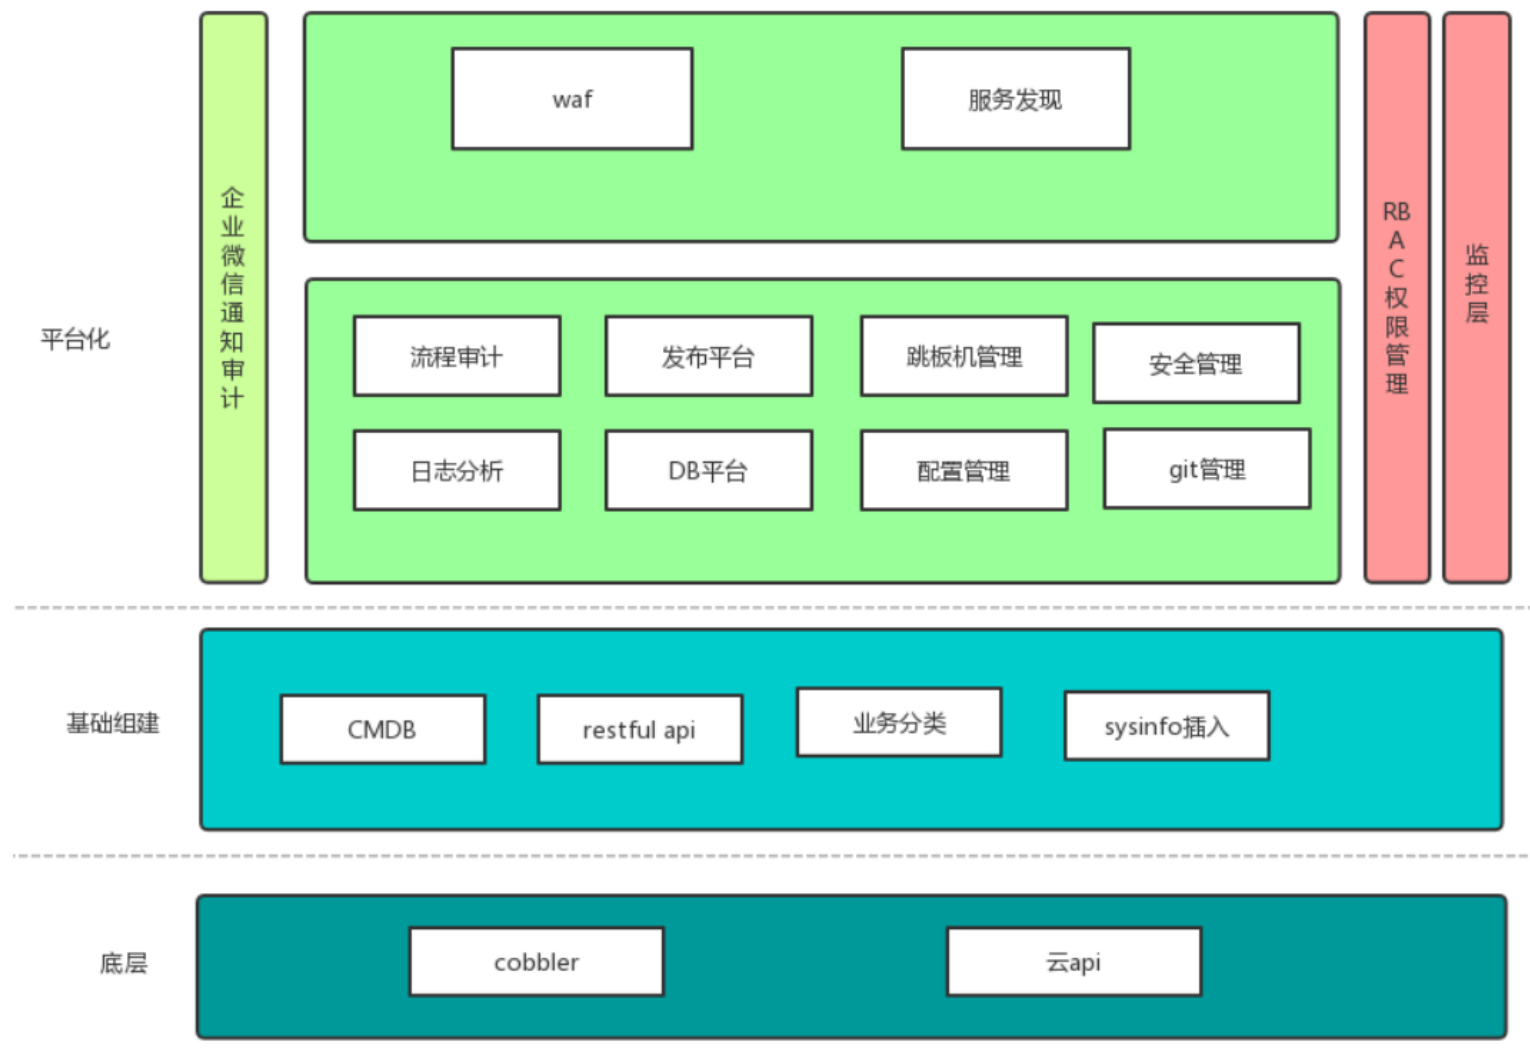 waf
服务发现
企业微信通知审计
RBAC权限管理
监控层
平台化
流程审计
发布平台
跳板机管理
安全管理
日志分析
DB平台
配置管理
git管理
基础组建
CMDB
restful api
业务分类
sysinfo插入
底层
cobbler
云api